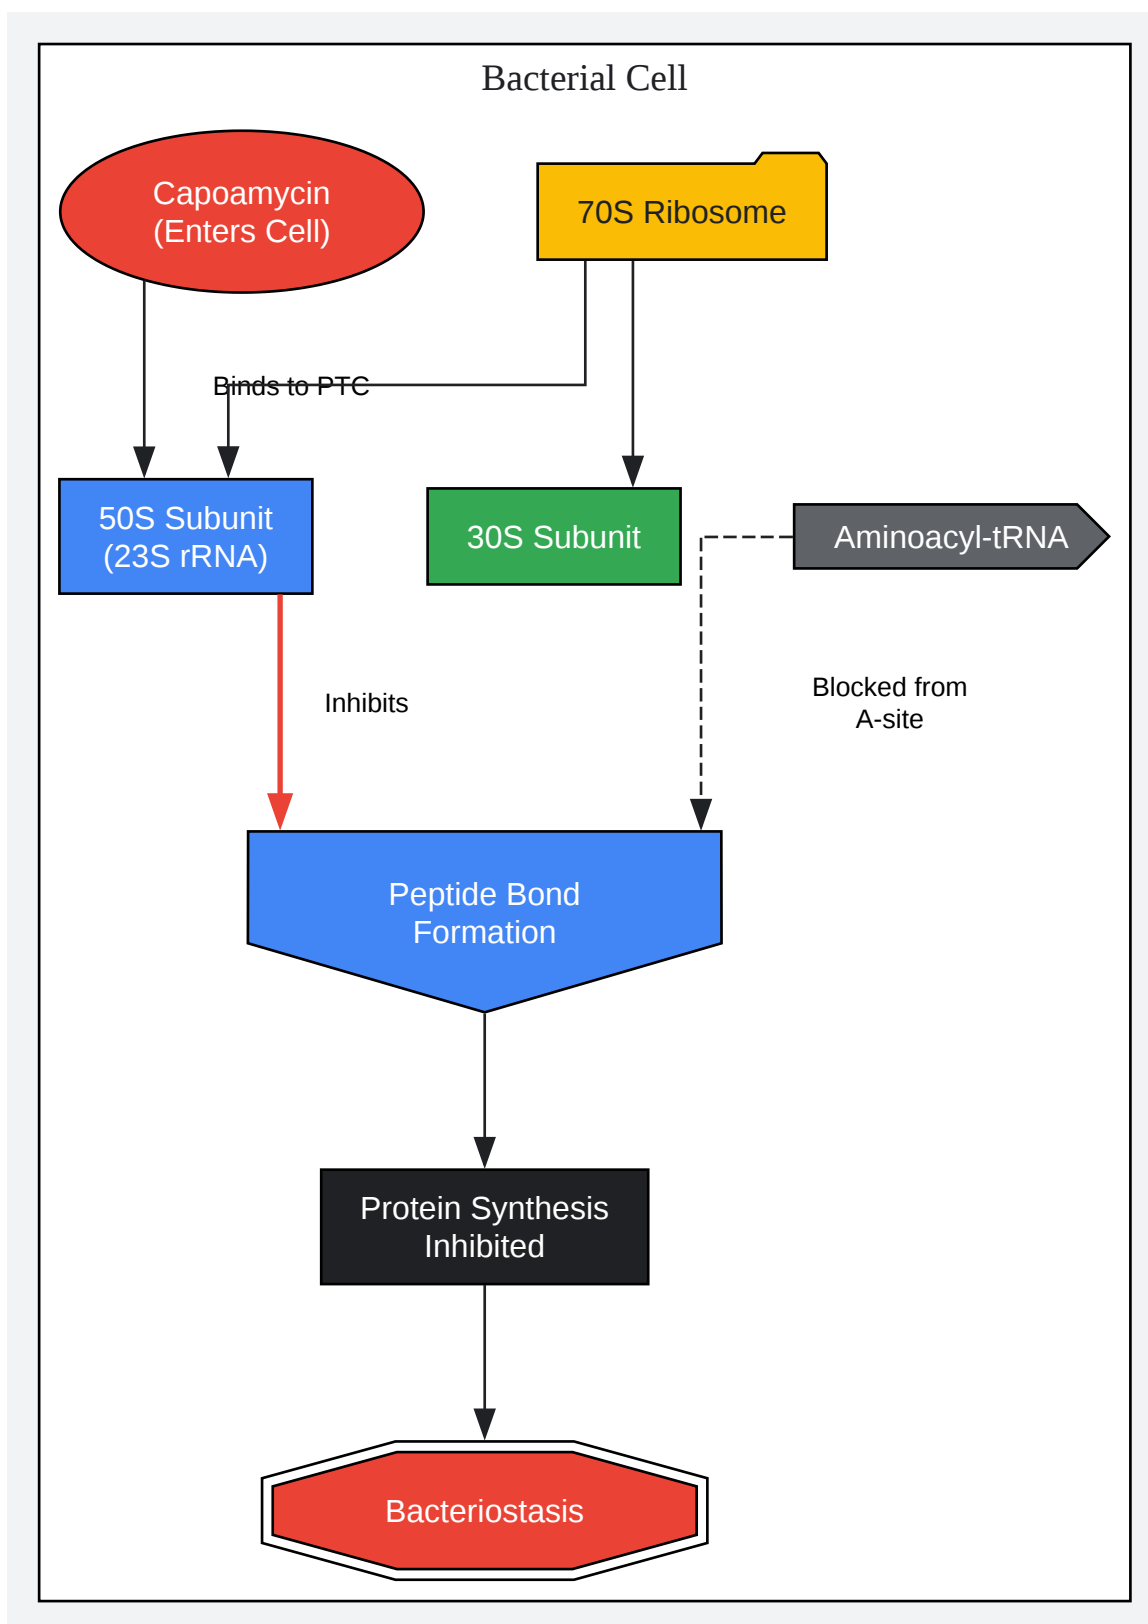 Bacterial Cell
Capoamycin
(Enters Cell)
70S Ribosome
Binds to PTC
50S Subunit
(23S rRNA)
30S Subunit
Aminoacyl-tRNA
Inhibits
Blocked from
A-site
Peptide Bond
Formation
Protein Synthesis
Inhibited
Bacteriostasis